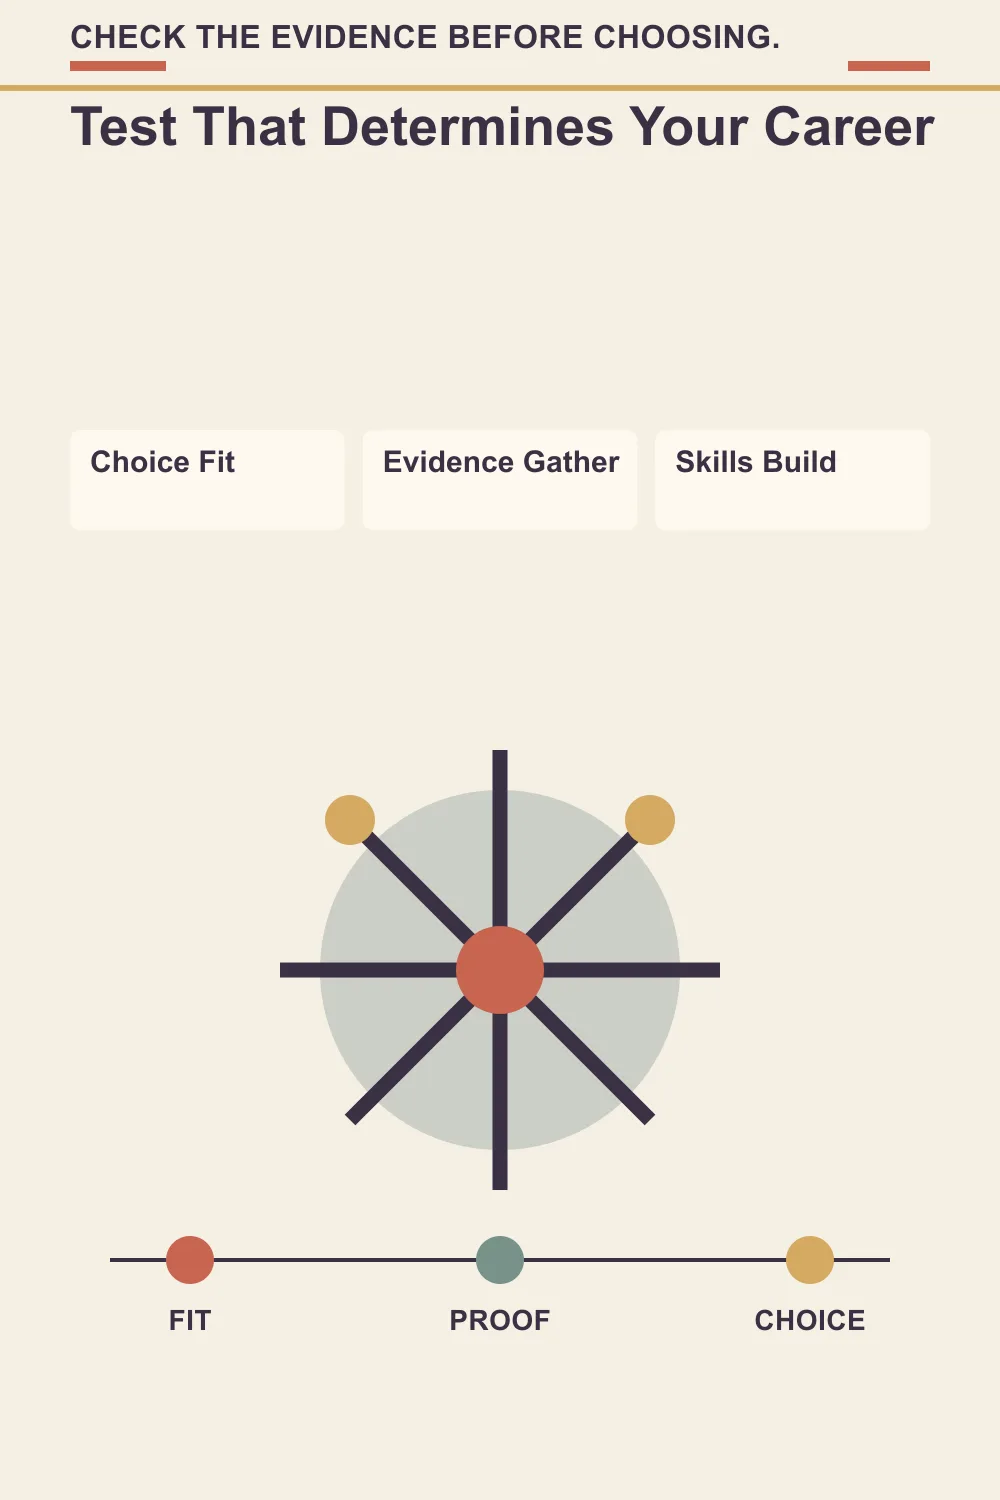 CHECK THE EVIDENCE BEFORE CHOOSING.
Test That Determines Your Career
Choice Fit
Evidence Gather
Skills Build
FIT
PROOF
CHOICE